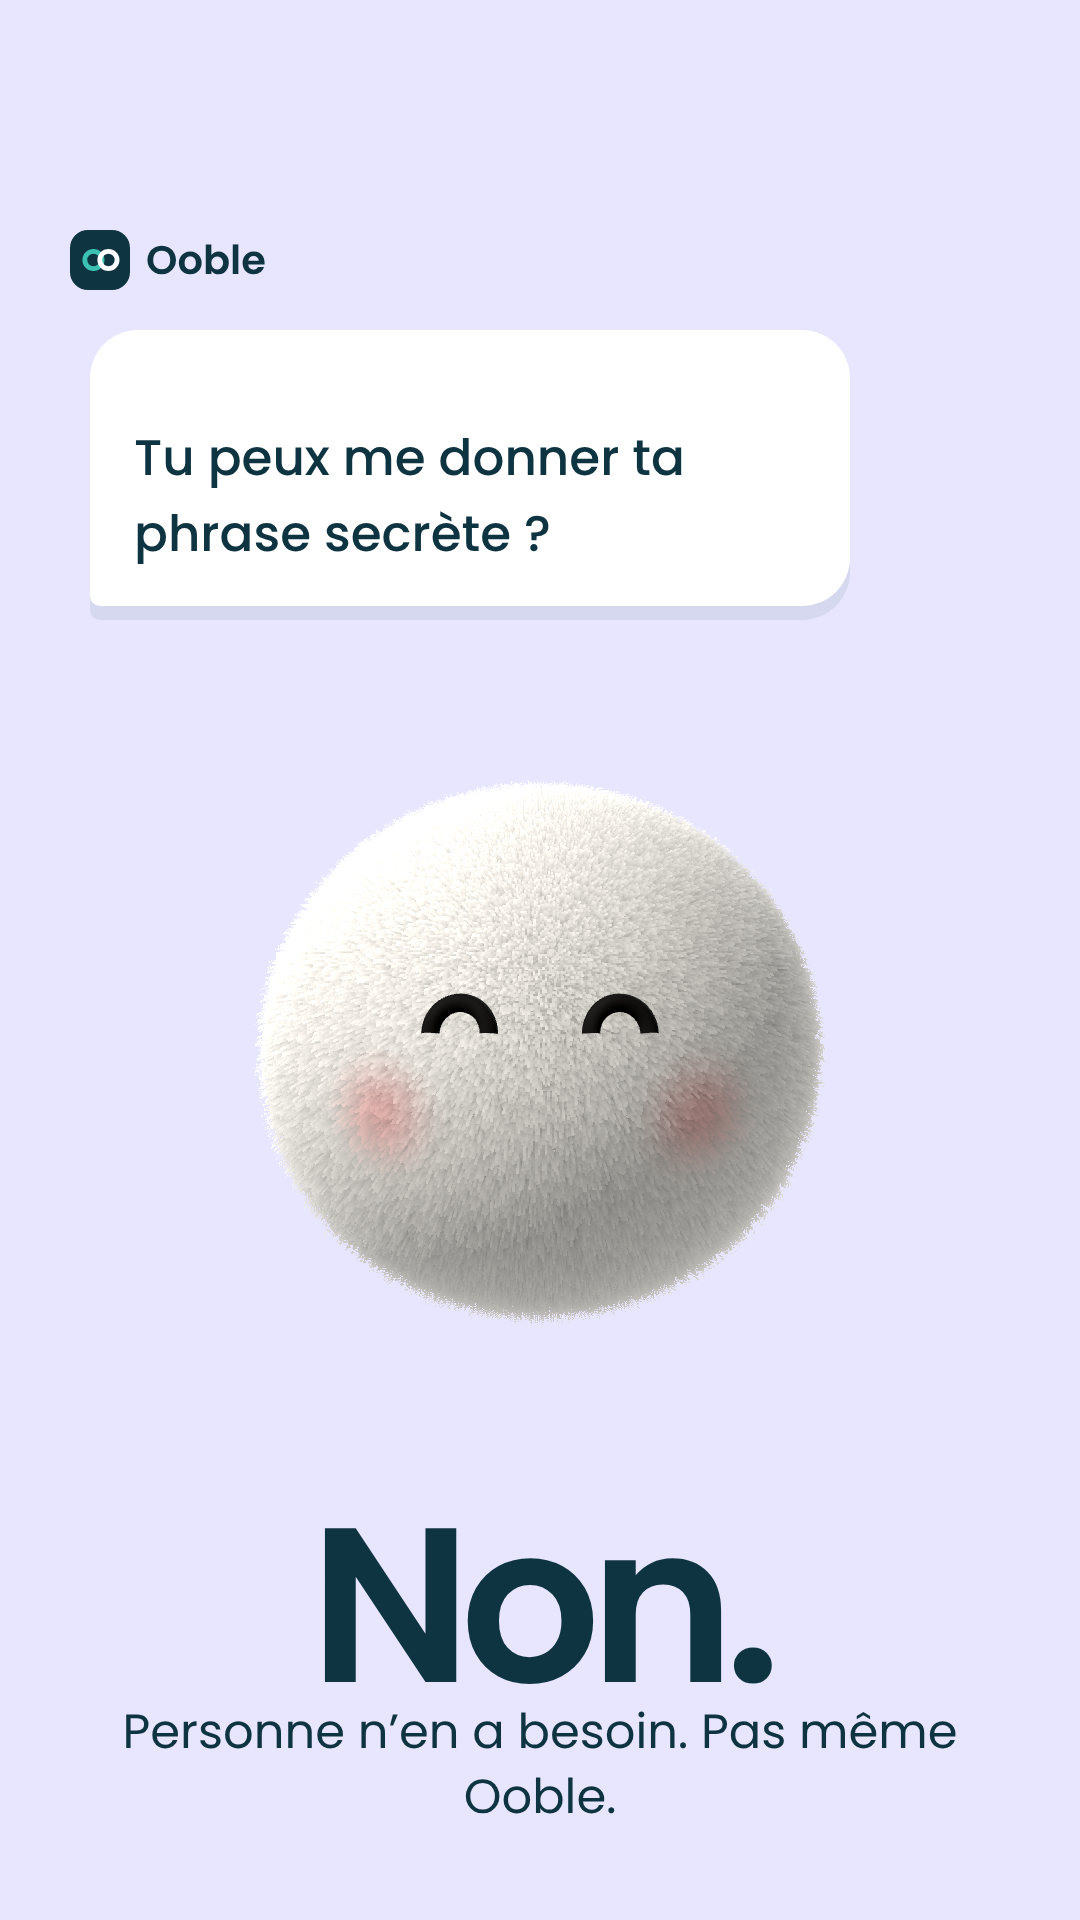 Ooble
Tu peux me donner ta
phrase secrète ?
Non.
Personne n’en a besoin. Pas même
Ooble.